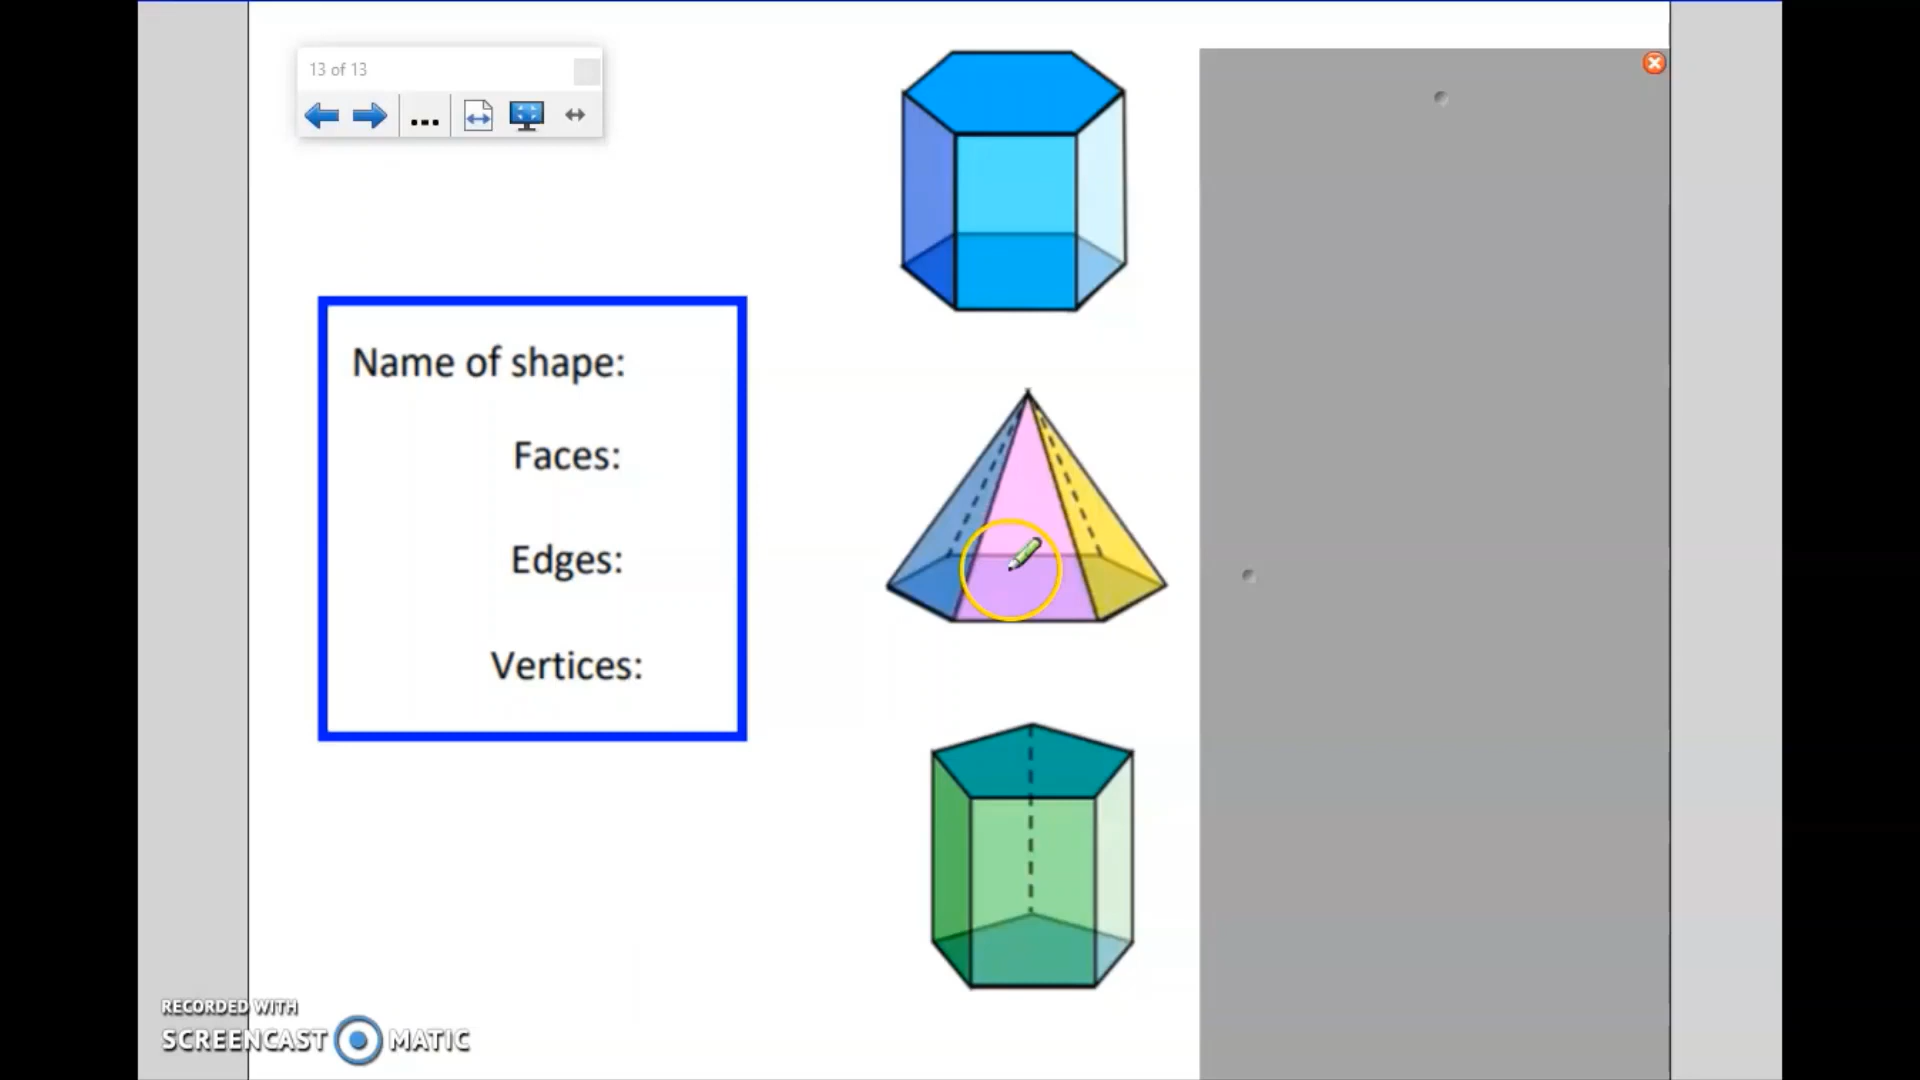 13 of 13
...
Name of shape:
Faces:
Edges:
Vertices:
RECORDED WITH
SCREENCAST MATIC